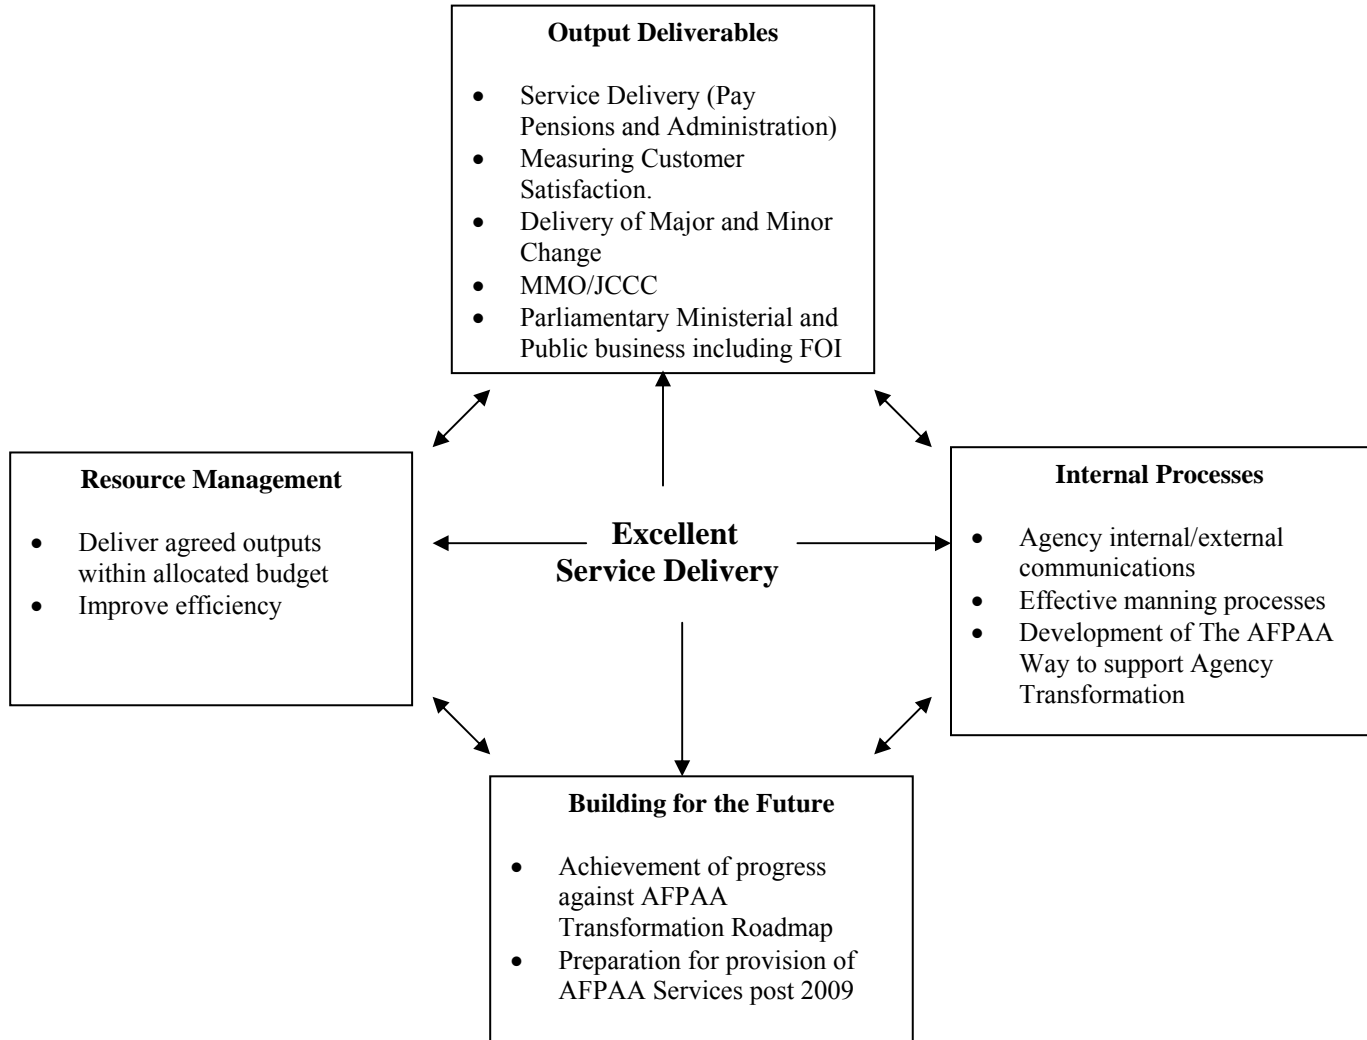 Output Deliverables
• Service Delivery (Pay
Pensions and Administration)
• Measuring Customer
Satisfaction.
• Delivery of Major and Minor
Change
• MMO/JCCC
• Parliamentary Ministerial and
Public business including FOI
Resource Management
• Deliver agreed outputs
within allocated budget
• Improve efficiency
Excellent
Service Delivery
Internal Processes
• Agency internal/external
communications
• Effective manning processes
• Development of The AFPAA
Way to support Agency
Transformation
Building for the Future
• Achievement of progress
against AFPAA
Transformation Roadmap
• Preparation for provision of
AFPAA Services post 2009